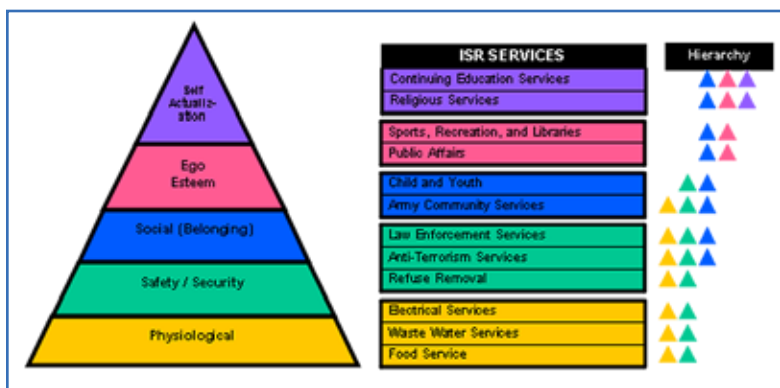 Self
Actualiz-
ation
Ego
Esteem
Social (Belonging)
Safety / Security
Physiological
ISR SERVICES
Continuing Education Services
Religious Services
Sports, Recreation, and Libraries
Public Affairs
Child and Youth
Army Community Services
Law Enforcement Services
Anti-Terrorism Services
Refuse Removal
Electrical Services
Waste Water Services
Food Service
Hierarchy